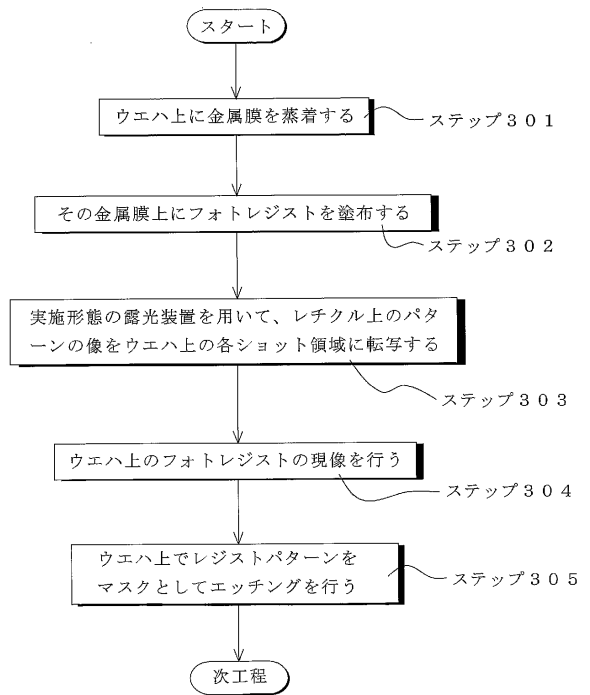 スタート
ウエハ上に金属膜を蒸着する
ステップ３０１
その金属膜上にフォトレジストを塗布する
ステップ３０２
実施形態の露光装置を用いて、レチクル上のパタ
ーンの像をウエハ上の各ショット領域に転写する
ステップ３０３
ウエハ上のフォトレジストの現像を行う
ステップ３０４
ウエハ上でレジストパターンを
マスクとしてエッチングを行う
ステップ３０５
次工程